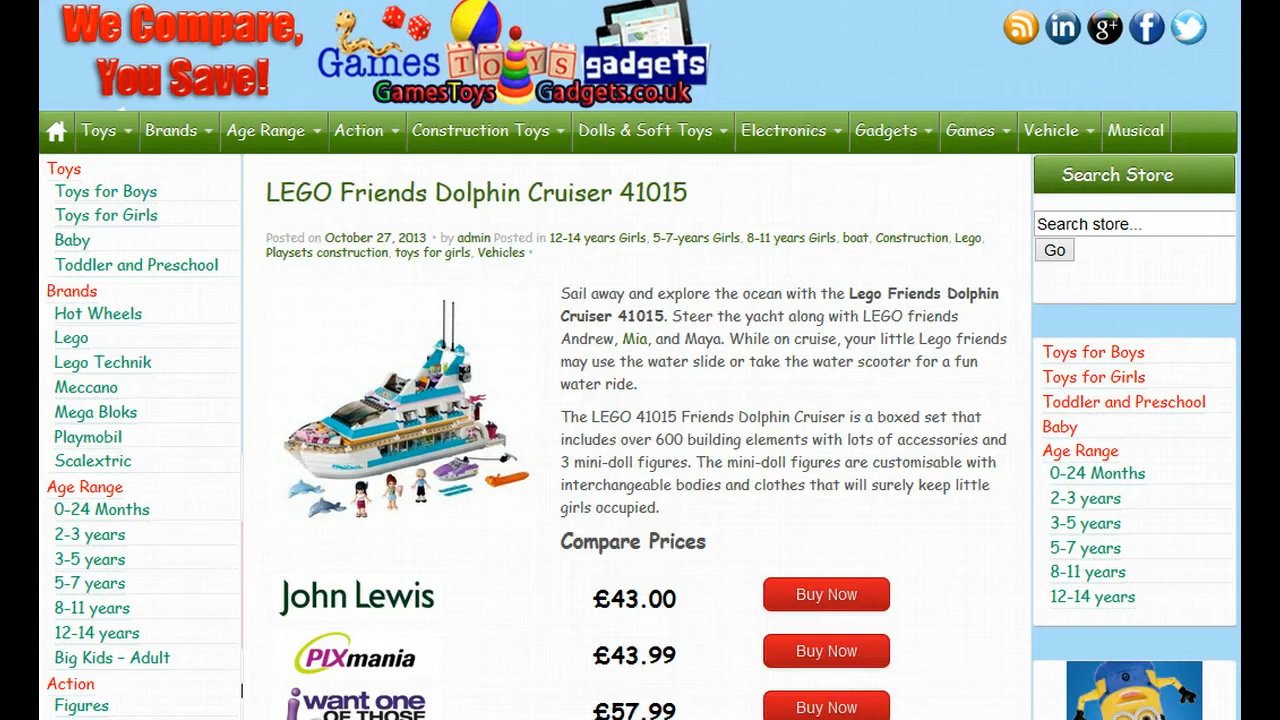 We Compare,
You Save!
Games TOYS gadgets
GamesToys Gadgets.co.uk
Toys Brands Age Range Action Construction Toys Dolls & Soft Toys Electronics Gadgets Games Vehicle Musical
Toys
Toys for Boys
Toys for Girls
Baby
Toddler and Preschool
Brands
Hot Wheels
Lego
Lego Technik
Meccano
Mega Bloks
Playmobil
Scalextric
Age Range
0-24 Months
2-3 years
3-5 years
5-7 years
8-11 years
12-14 years
Big Kids – Adult
Action
Figures
LEGO Friends Dolphin Cruiser 41015
Posted on October 27, 2013 • by admin Posted in 12-14 years Girls, 5-7-years Girls, 8-11 years Girls, boat, Construction, Lego,
Playsets construction, toys for girls, Vehicles •
Sail away and explore the ocean with the Lego Friends Dolphin
Cruiser 41015. Steer the yacht along with LEGO friends
Andrew, Mia, and Maya. While on cruise, your little Lego friends
may use the water slide or take the water scooter for a fun
water ride.
The LEGO 41015 Friends Dolphin Cruiser is a boxed set that
includes over 600 building elements with lots of accessories and
3 mini-doll figures. The mini-doll figures are customisable with
interchangeable bodies and clothes that will surely keep little
girls occupied.
Compare Prices
John Lewis £43.00 Buy Now
PIXmania £43.99 Buy Now
i want one £57.99 Buy Now
OF THOSE
Search Store
Search store...
Go
Toys for Boys
Toys for Girls
Toddler and Preschool
Baby
Age Range
0-24 Months
2-3 years
3-5 years
5-7 years
8-11 years
12-14 years